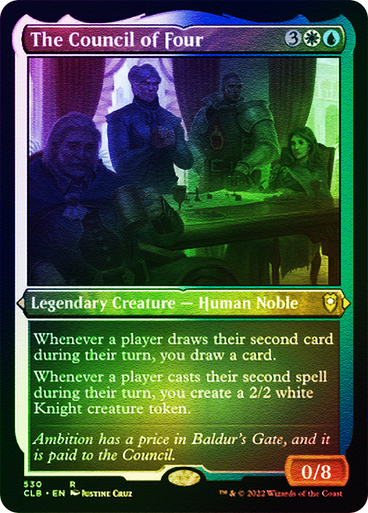 The Council of Four 3
Legendary Creature — Human Noble
Whenever a player draws their second card
during their turn, you draw a card.
Whenever a player casts their second spell
during their turn, you create a 2/2 white
Knight creature token.
Ambition has a price in Baldur's Gate, and it
is paid to the Council.
0/8
530 R
CLB • EN Justine Cruz
™ & © 2022 Wizards of the Coast